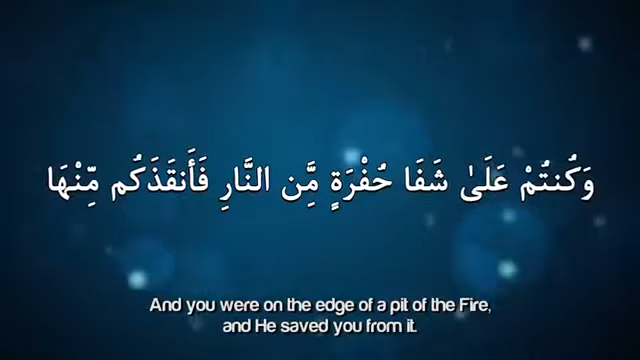 وَكُنتُمْ عَلَىٰ شَفَا حُفْرَةٍ مِّنَ النَّارِ فَأَنقَذَكُم مِّنْهَا
And you were on the edge of a pit of the Fire,
and He saved you from it.